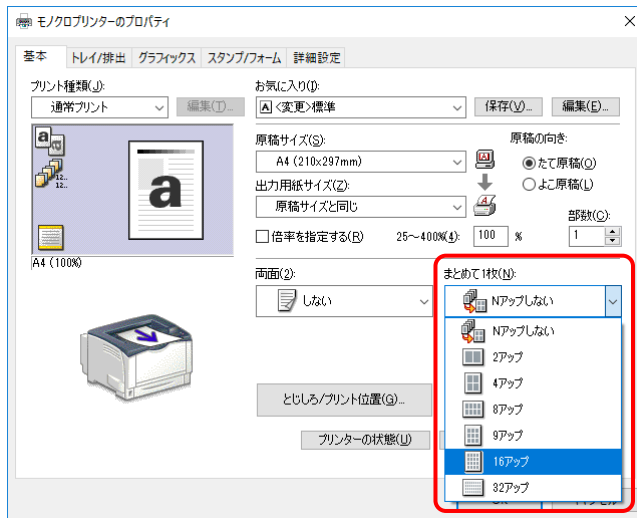 モノクロプリンターのプロパティ
基本 トレイ/排出 グラフィックス スタンプ/フォーム 詳細設定
プリント種類(J):
通常プリント 編集(T)...
お気に入り(I):
<変更>標準 保存(V)... 編集(E)...
原稿サイズ(S):
A4 (210x297mm)
原稿の向き:
たて原稿(O)
よこ原稿(L)
出力用紙サイズ(Z):
原稿サイズと同じ
部数(C):
倍率を指定する(R) 25～400%(4): 100 % 1
a
a
12..
12..
a
A4 (100%)
両面(2):
しない
まとめて1枚(N):
Nアップしない
Nアップしない
2アップ
4アップ
8アップ
9アップ
16アップ
32アップ
とじしろ/プリント位置(G)...
プリンターの状態(U)